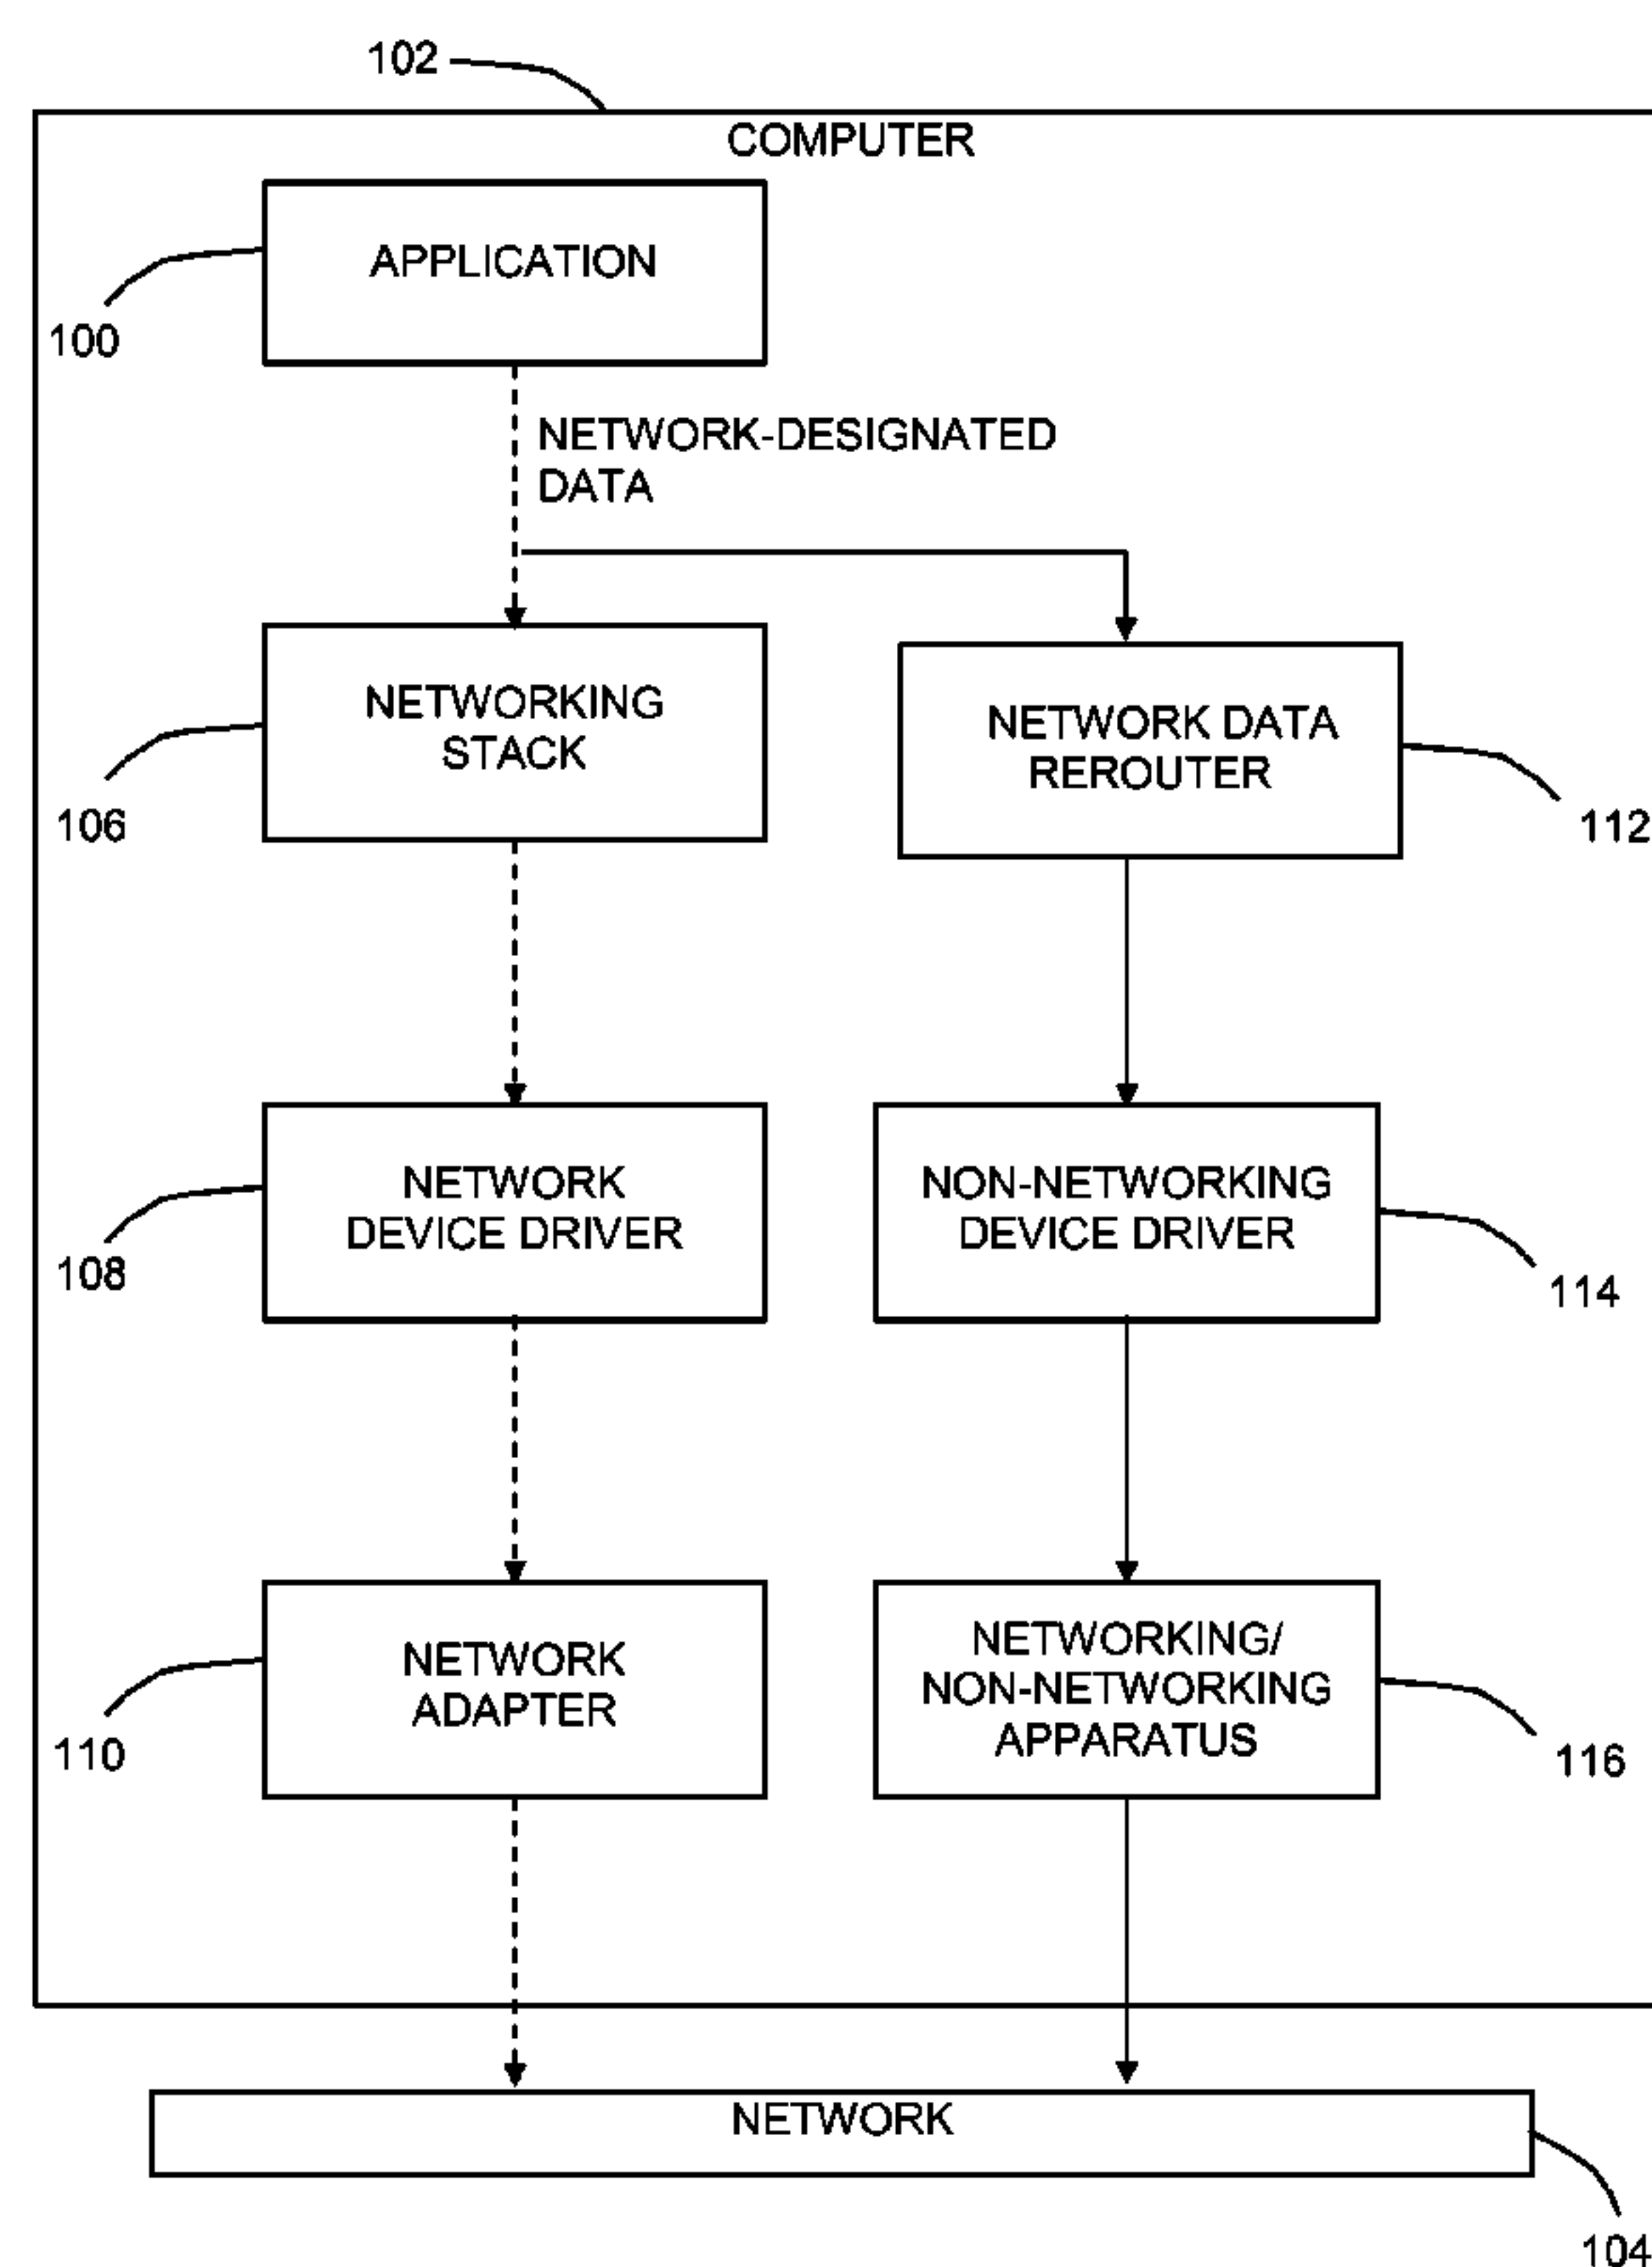 102
COMPUTER
APPLICATION
100
NETWORK-DESIGNATED
DATA
NETWORKING
STACK
106
NETWORK DATA
REROUTER
112
NETWORK
DEVICE DRIVER
108
NON-NETWORKING
DEVICE DRIVER
114
NETWORK
ADAPTER
110
NETWORKING/
NON-NETWORKING
APPARATUS
116
NETWORK
104